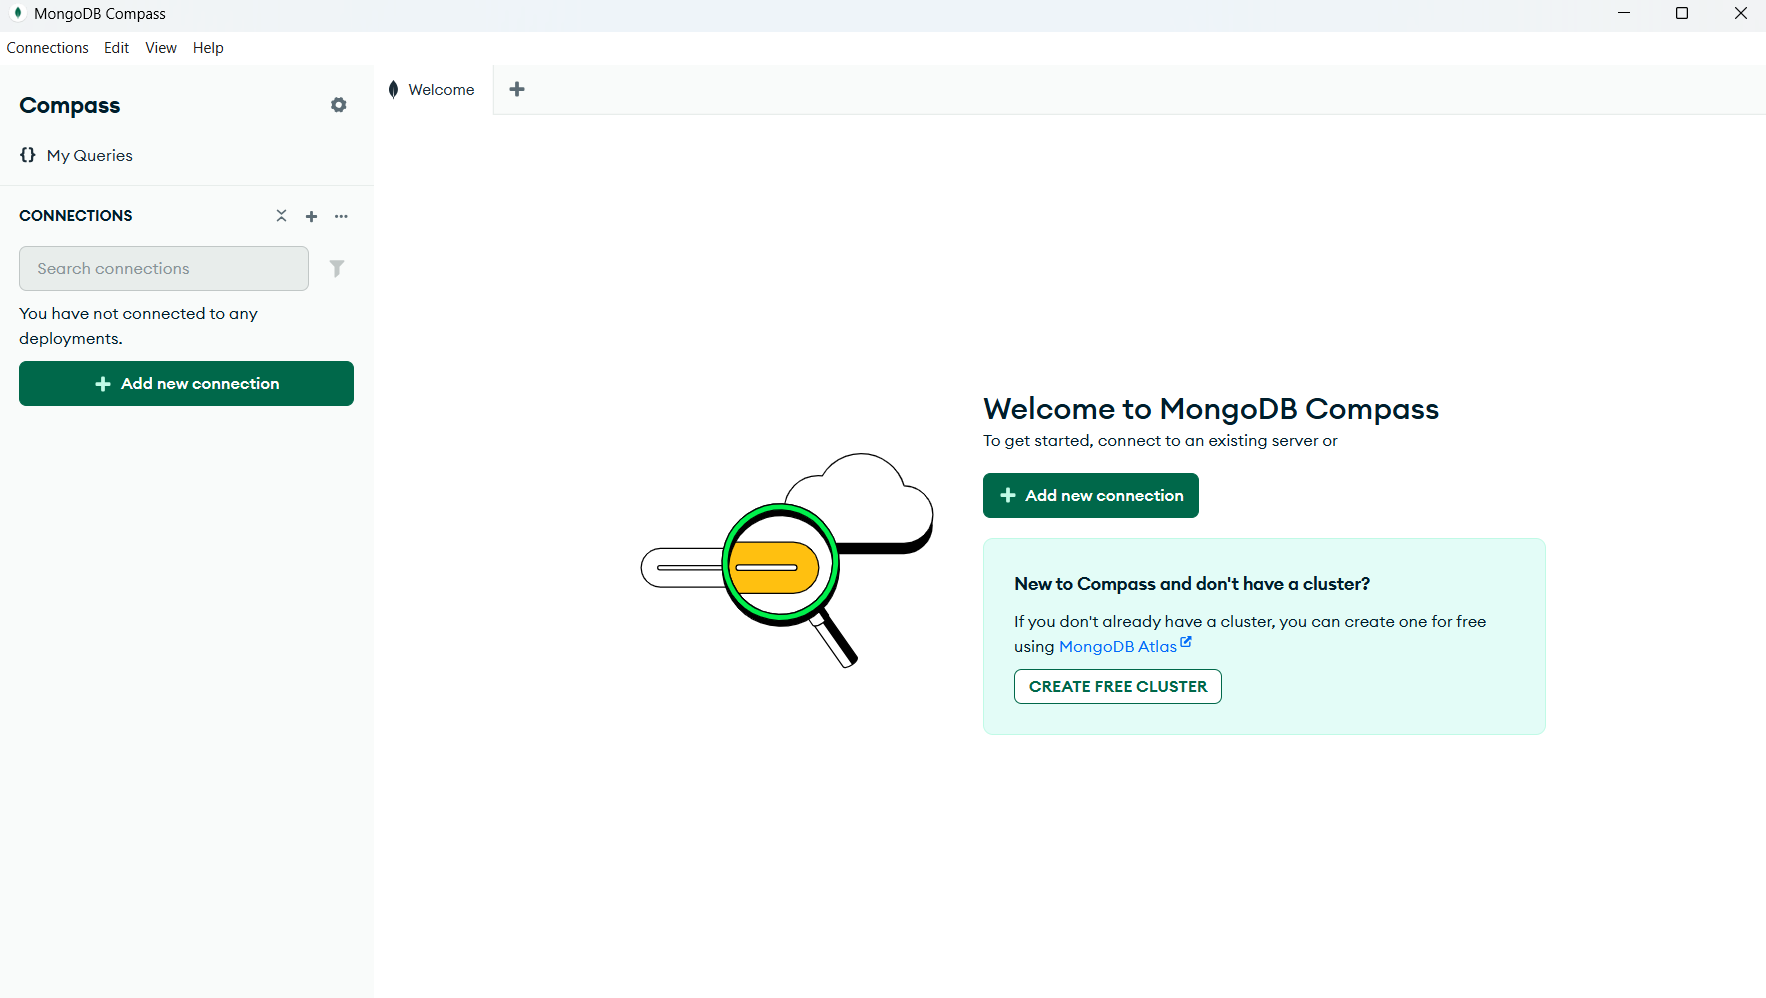 MongoDB Compass
Connections Edit View Help
Compass
My Queries
CONNECTIONS
Search connections
You have not connected to any
deployments.
Add new connection
Welcome
Welcome to MongoDB Compass
To get started, connect to an existing server or
Add new connection
New to Compass and don't have a cluster?
If you don't already have a cluster, you can create one for free
using MongoDB Atlas
CREATE FREE CLUSTER